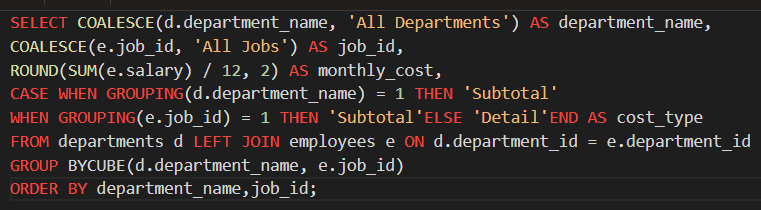 SELECT COALESCE(d.department_name, 'All Departments') AS department_name,
COALESCE(e.job_id, 'All Jobs') AS job_id,
ROUND(SUM(e.salary) / 12, 2) AS monthly_cost,
CASE WHEN GROUPING(d.department_name) = 1 THEN 'Subtotal'
WHEN GROUPING(e.job_id) = 1 THEN 'Subtotal'ELSE 'Detail'END AS cost_type
FROM departments d LEFT JOIN employees e ON d.department_id = e.department_id
GROUP BYCUBE(d.department_name, e.job_id)
ORDER BY department_name,job_id;